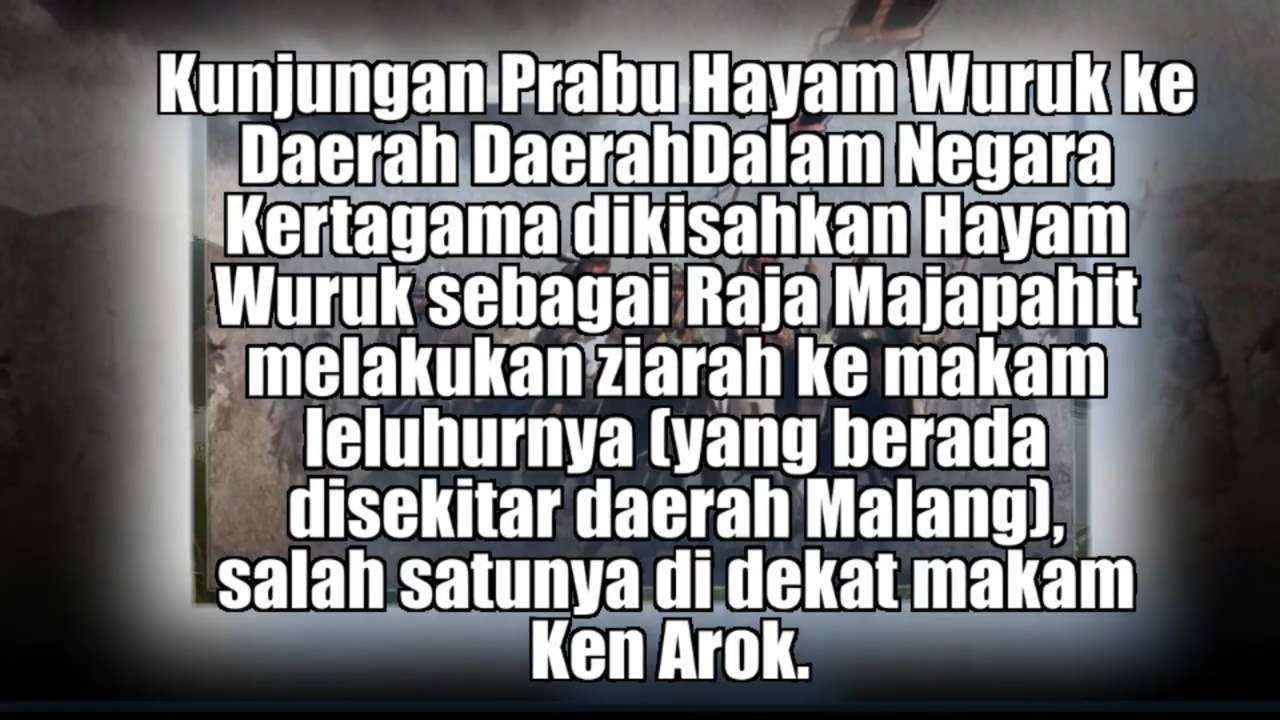 Kunjungan Prabu Hayam Wuruk ke
Daerah DaerahDalam Negara
Kertagama dikisahkan Hayam
Wuruk sebagai Raja Majapahit
melakukan ziarah ke makam
leluhurnya (yang berada
disekitar daerah Malang),
salah satunya di dekat makam
Ken Arok.